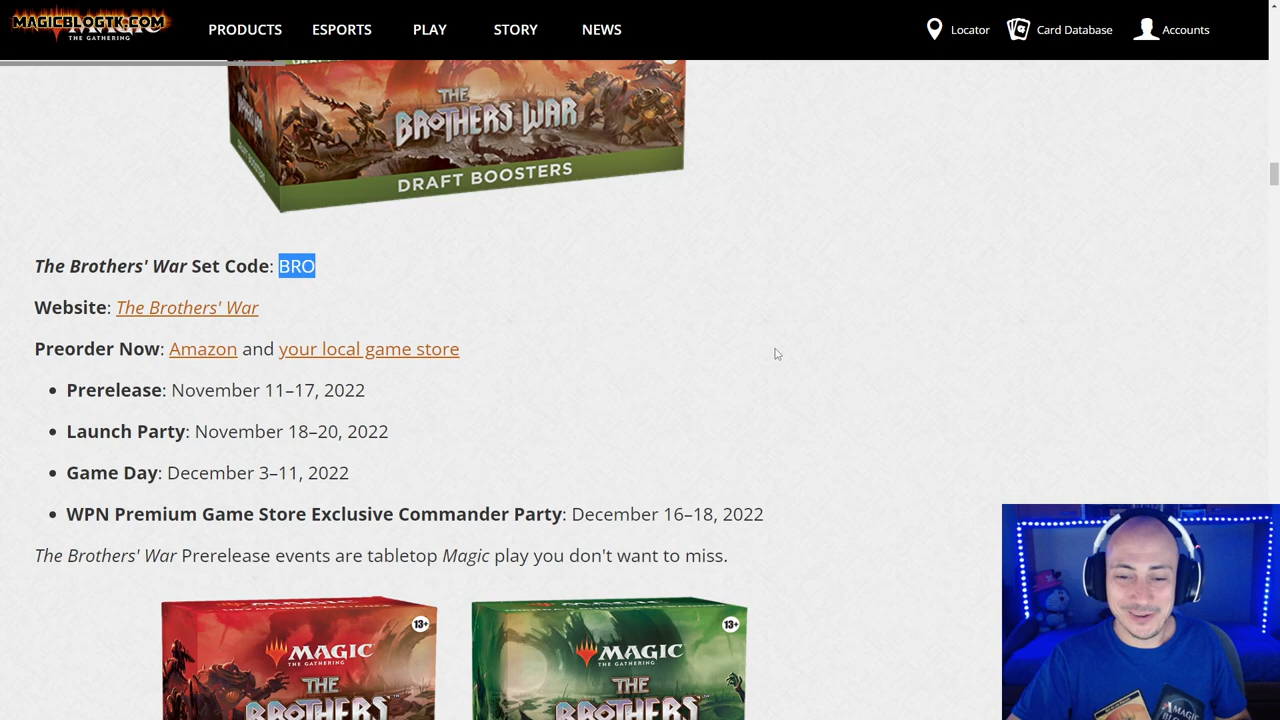 MAGICBLOGTK.COM
THE GATHERING
PRODUCTS ESPORTS PLAY STORY NEWS
Locator Card Database Accounts
THE
BROTHERS' WAR
DRAFT BOOSTERS
The Brothers' War Set Code: BRO
Website: The Brothers' War
Preorder Now: Amazon and your local game store
• Prerelease: November 11–17, 2022
• Launch Party: November 18–20, 2022
• Game Day: December 3–11, 2022
• WPN Premium Game Store Exclusive Commander Party: December 16–18, 2022
The Brothers' War Prerelease events are tabletop Magic play you don't want to miss.
13+
MAGIC
THE GATHERING
THE
BROTHERS
13+
MAGIC
THE GATHERING
THE
BROTHERS
MAGIC